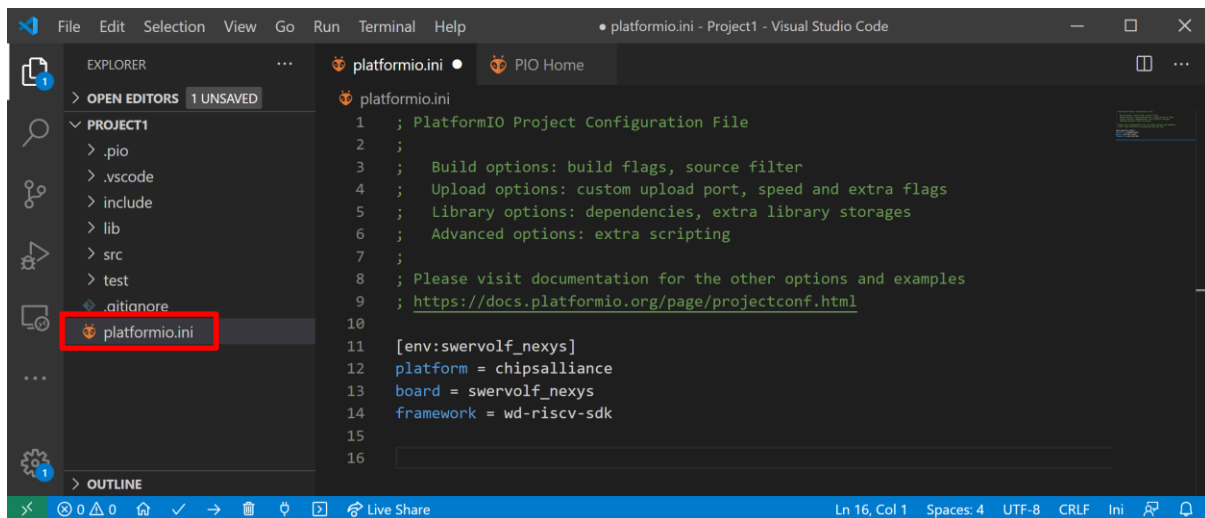 File Edit Selection View Go Run Terminal Help ● platformio.ini - Project1 - Visual Studio Code
EXPLORER ...
platformio.ini ● PIO Home ...
> OPEN EDITORS 1 UNSAVED
platformio.ini
PROJECT1
> .pio
> .vscode
> include
> lib
> src
> test
.gitignore
platformio.ini
1 ; PlatformIO Project Configuration File
2 ;
3 ; Build options: build flags, source filter
4 ; Upload options: custom upload port, speed and extra flags
5 ; Library options: dependencies, extra library storages
6 ; Advanced options: extra scripting
7 ;
8 ; Please visit documentation for the other options and examples
9 ; https://docs.platformio.org/page/projectconf.html
10
11 [env:swervolf_nexys]
12 platform = chipsalliance
13 board = swervolf_nexys
14 framework = wd-riscv-sdk
15
16
1
1
> OUTLINE
0 0 Live Share Ln 16, Col 1 Spaces: 4 UTF-8 CRLF Ini